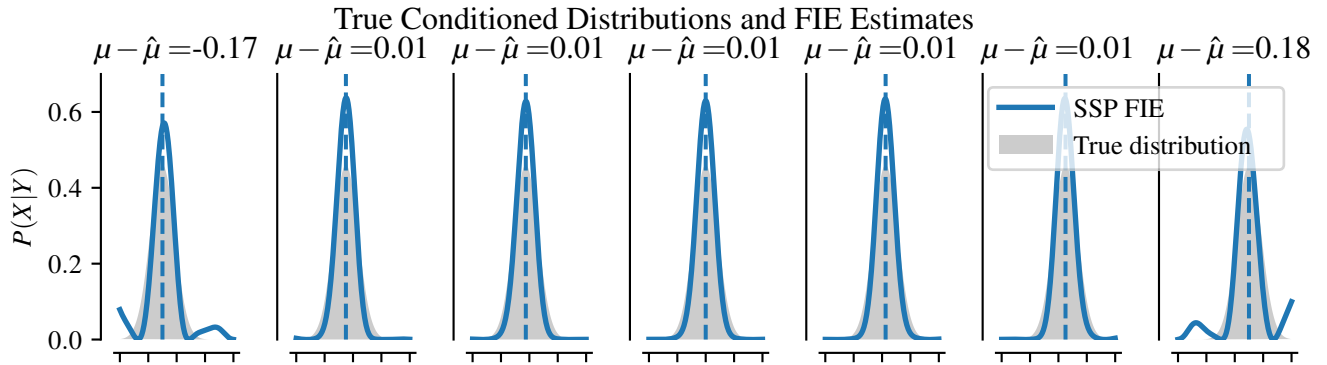 True Conditioned Distributions and FIE Estimates
μ − μ̂ =-0.17
μ − μ̂ =0.01
μ − μ̂ =0.01
μ − μ̂ =0.01
μ − μ̂ =0.01
μ − μ̂ =0.01
μ − μ̂ =0.18
P(X|Y)
0.6
0.4
0.2
0.0
SSP FIE
True distribution